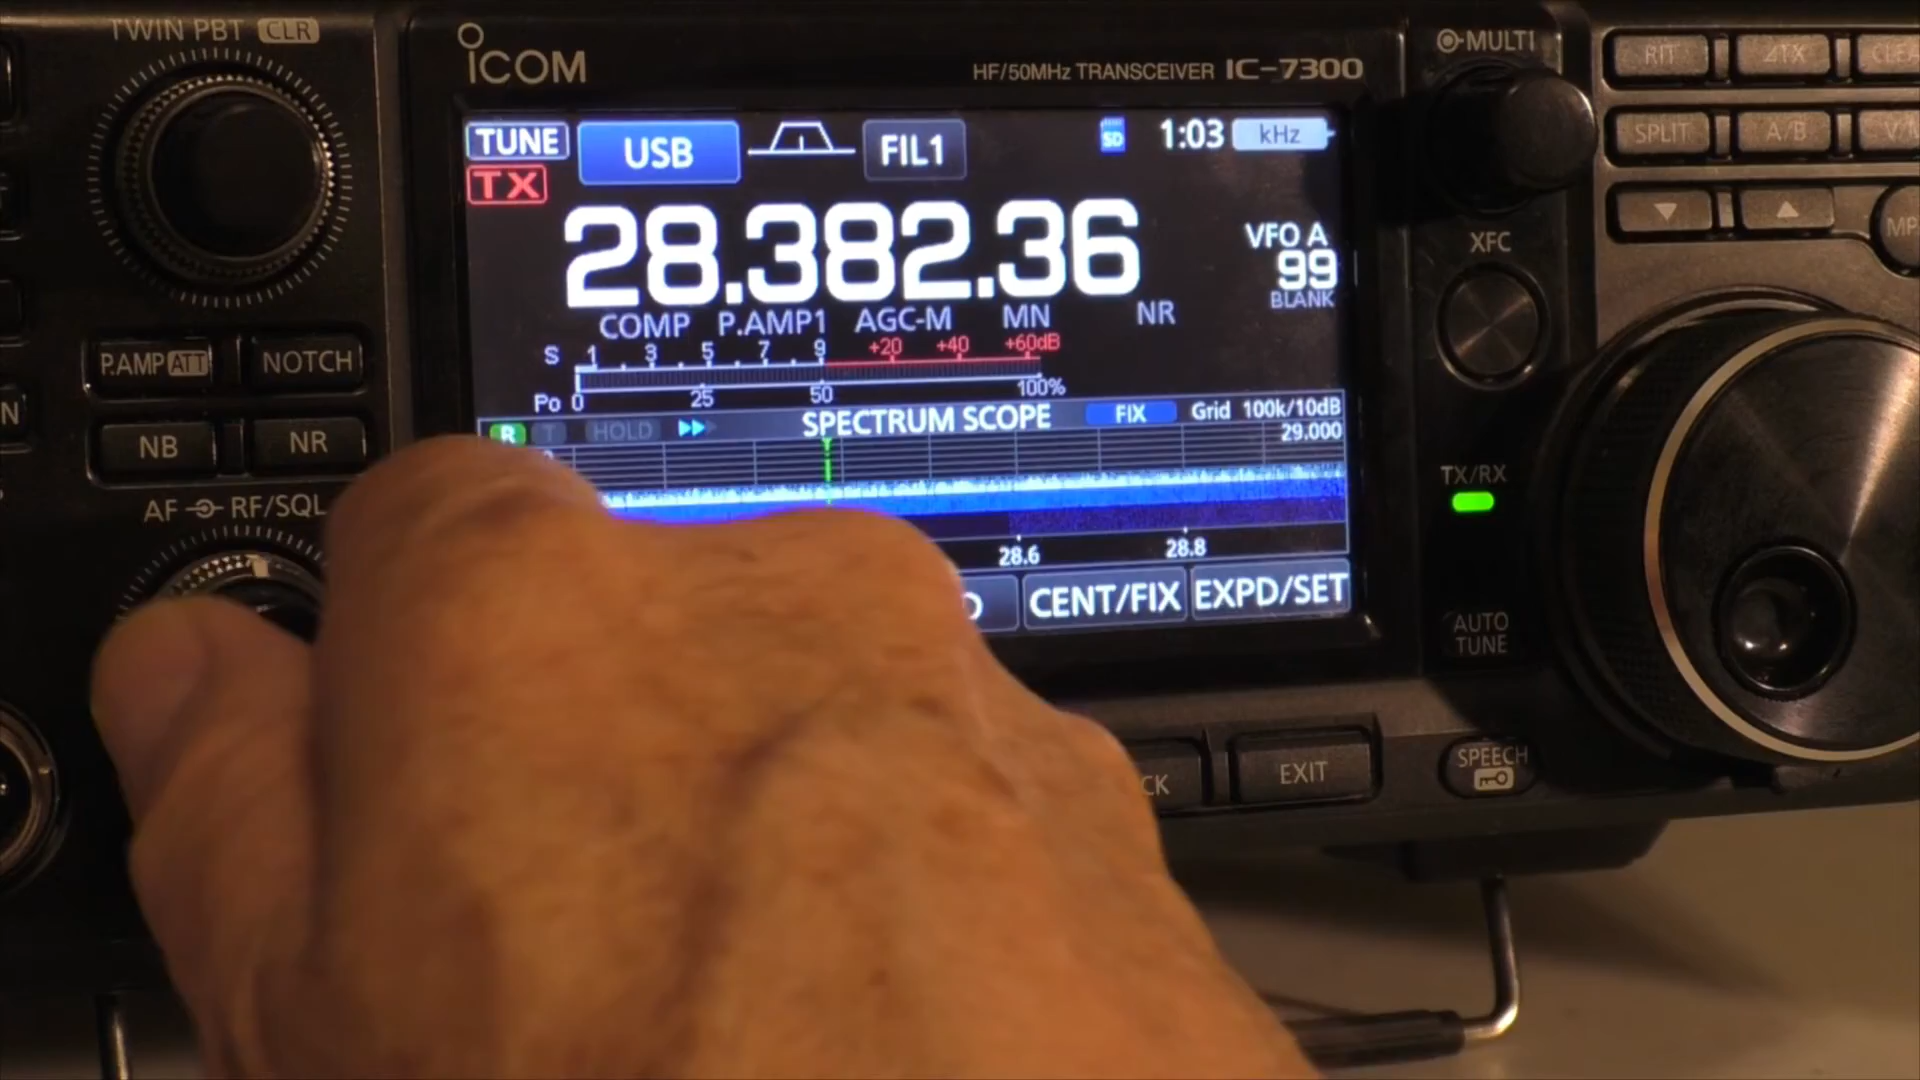 TWIN PBT CLR
ICOM
HF/50MHz TRANSCEIVER IC-7300
MULTI
RIT
ΔTX
SPLIT
A/B
TUNE
TX
USB
FIL1
SD
1:03
kHz
28.382.36
VFO A
99
BLANK
COMP P.AMP1 AGC-M MN NR
S 1 3 5 7 9 +20 +40 +60dB
Po 0 25 50 100%
R T HOLD
SPECTRUM SCOPE
FIX
Grid 100k/10dB
29.000
28.6 28.8
CENT/FIX
EXPD/SET
XFC
TX/RX
AUTO
TUNE
P.AMP ATT
NOTCH
NB
NR
AF RF/SQL
EXIT
SPEECH